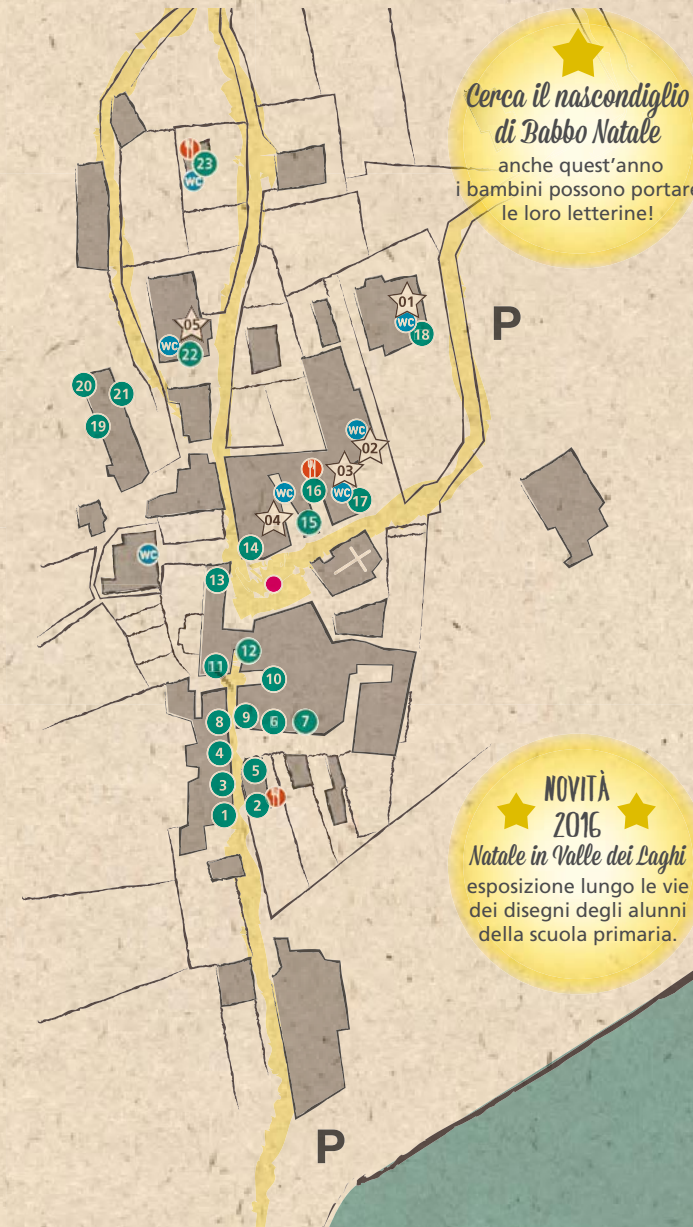 Cerca il nascondiglio
di Babbo Natale
anche quest'anno
i bambini possono portare
le loro letterine!
23
WC
01
WC
18
P
05
WC
22
20
21
19
WC
02
03
WC
16
WC
17
04
15
14
WC
13
12
11
10
8
9
6
7
4
5
3
2
1
NOVITÀ
2016
Natale in Valle dei Laghi
esposizione lungo le vie
dei disegni degli alunni
della scuola primaria.
P